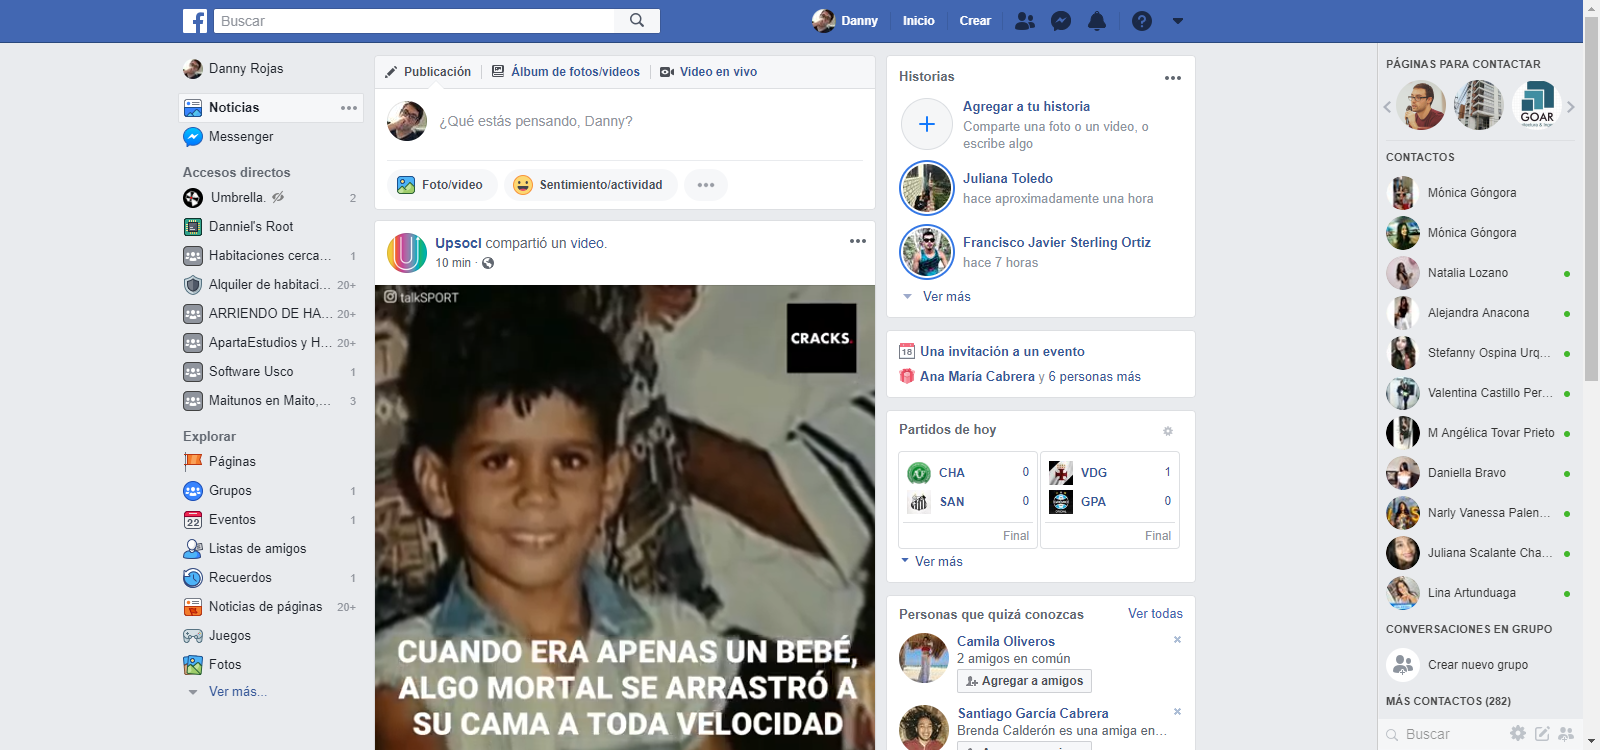 Buscar
Danny
Inicio
Crear
Danny Rojas
Noticias
Messenger
Accesos directos
Umbrella. 2
Danniel's Root
Habitaciones cerca... 1
Alquiler de habitaci... 20+
ARRIENDO DE HA... 20+
ApartaEstudios y H... 20+
Software Usco 1
Maitunos en Maito,... 3
Explorar
Páginas
Grupos 1
Eventos 1
Listas de amigos
Recuerdos 1
Noticias de páginas 20+
Juegos
Fotos
Ver más...
Publicación
Álbum de fotos/videos
Video en vivo
¿Qué estás pensando, Danny?
Foto/video
Sentimiento/actividad
Upsocl compartió un video.
10 min ·
talkSPORT
CRACKS.
CUANDO ERA APENAS UN BEBÉ,
ALGO MORTAL SE ARRASTRÓ A
SU CAMA A TODA VELOCIDAD
Historias
Agregar a tu historia
Comparte una foto o un video, o
escribe algo
Juliana Toledo
hace aproximadamente una hora
Francisco Javier Sterling Ortiz
hace 7 horas
Ver más
18 Una invitación a un evento
Ana María Cabrera y 6 personas más
Partidos de hoy
CHA 0
SAN 0
Final
VDG 1
GPA 0
Final
Ver más
Personas que quizá conozcas
Ver todas
Camila Oliveros
2 amigos en común
Agregar a amigos
Santiago García Cabrera
Brenda Calderón es una amiga en...
PÁGINAS PARA CONTACTAR
GOAR
CONTACTOS
Mónica Góngora
Mónica Góngora
Natalia Lozano
Alejandra Anacona
Stefanny Ospina Urq...
Valentina Castillo Per...
M Angélica Tovar Prieto
Daniella Bravo
Narly Vanessa Palen...
Juliana Scalante Cha...
Lina Artunduaga
CONVERSACIONES EN GRUPO
Crear nuevo grupo
MÁS CONTACTOS (282)
Buscar